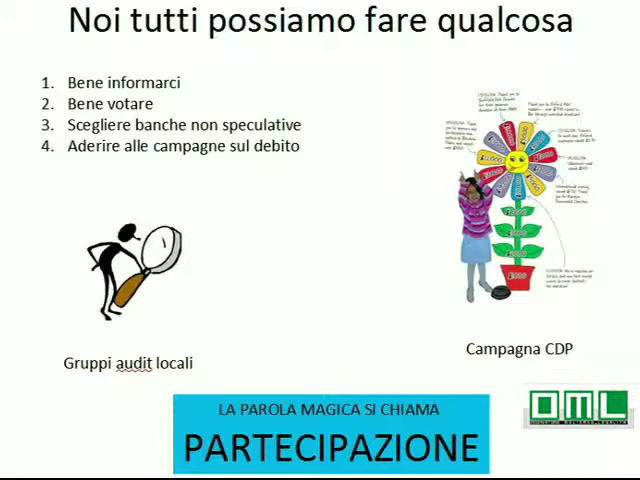 Noi tutti possiamo fare qualcosa
1. Bene informarci
2. Bene votare
3. Scegliere banche non speculative
4. Aderire alle campagne sul debito
Gruppi audit locali
Campagna CDP
LA PAROLA MAGICA SI CHIAMA
PARTECIPAZIONE
OML